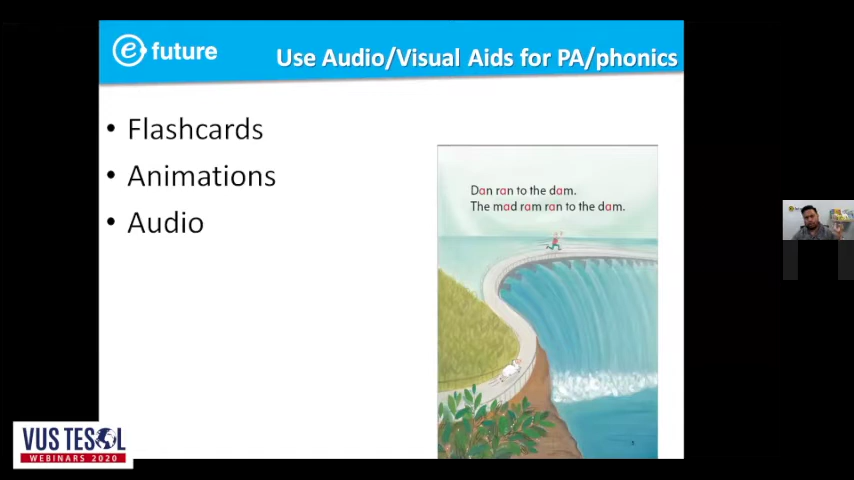 e future
Use Audio/Visual Aids for PA/phonics
• Flashcards
• Animations
• Audio
Dan ran to the dam.
The mad ram ran to the dam.
VUS TESOL
WEBINARS 2020